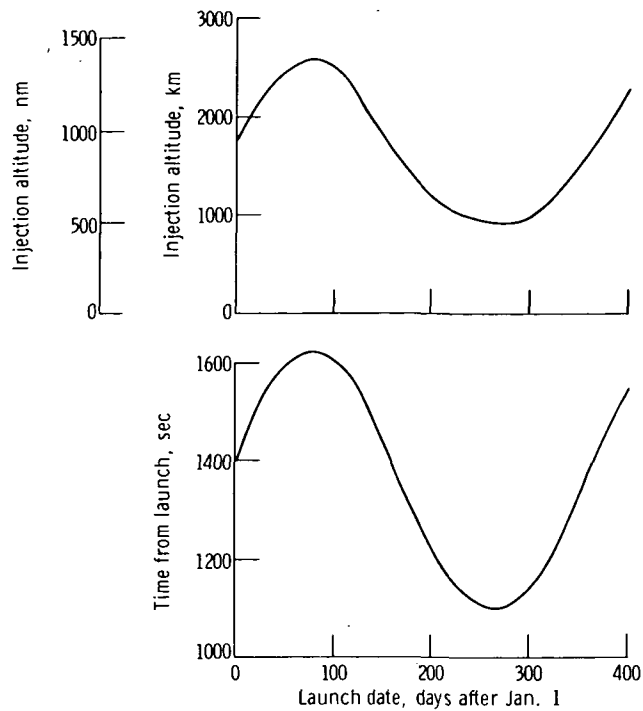 Injection altitude, nm
1500
1000
500
0
Injection altitude, km
3000
2000
1000
0
Time from launch, sec
1600
1400
1200
1000
0 100 200 300 400
Launch date, days after Jan. 1